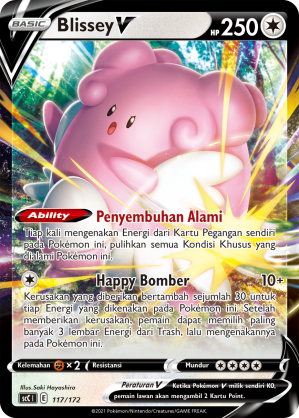 BASIC Blissey V HP 250
Ability Penyembuhan Alami
Tiap kali mengenakan Energi dari Kartu Pegangan sendiri
pada Pokémon ini, pulihkan semua Kondisi Khusus yang
dialami Pokémon ini.
Happy Bomber 10+
Kerusakan yang diberikan bertambah sejumlah 30 untuk
tiap Energi yang dikenakan pada Pokémon ini. Setelah
memberikan kerusakan, pemain dapat memilih paling
banyak 3 lembar Energi dari Trash, lalu mengenakannya
pada Pokémon ini.
Kelemahan × 2 Resistansi Mundur
Illus. Saki Hayashiro
Peraturan V Ketika Pokémon V milik sendiri KO,
pemain lawan akan mengambil 2 Kartu Poin.
sc1 I E 117/172
©2021 Pokémon/Nintendo/Creatures/GAME FREAK.